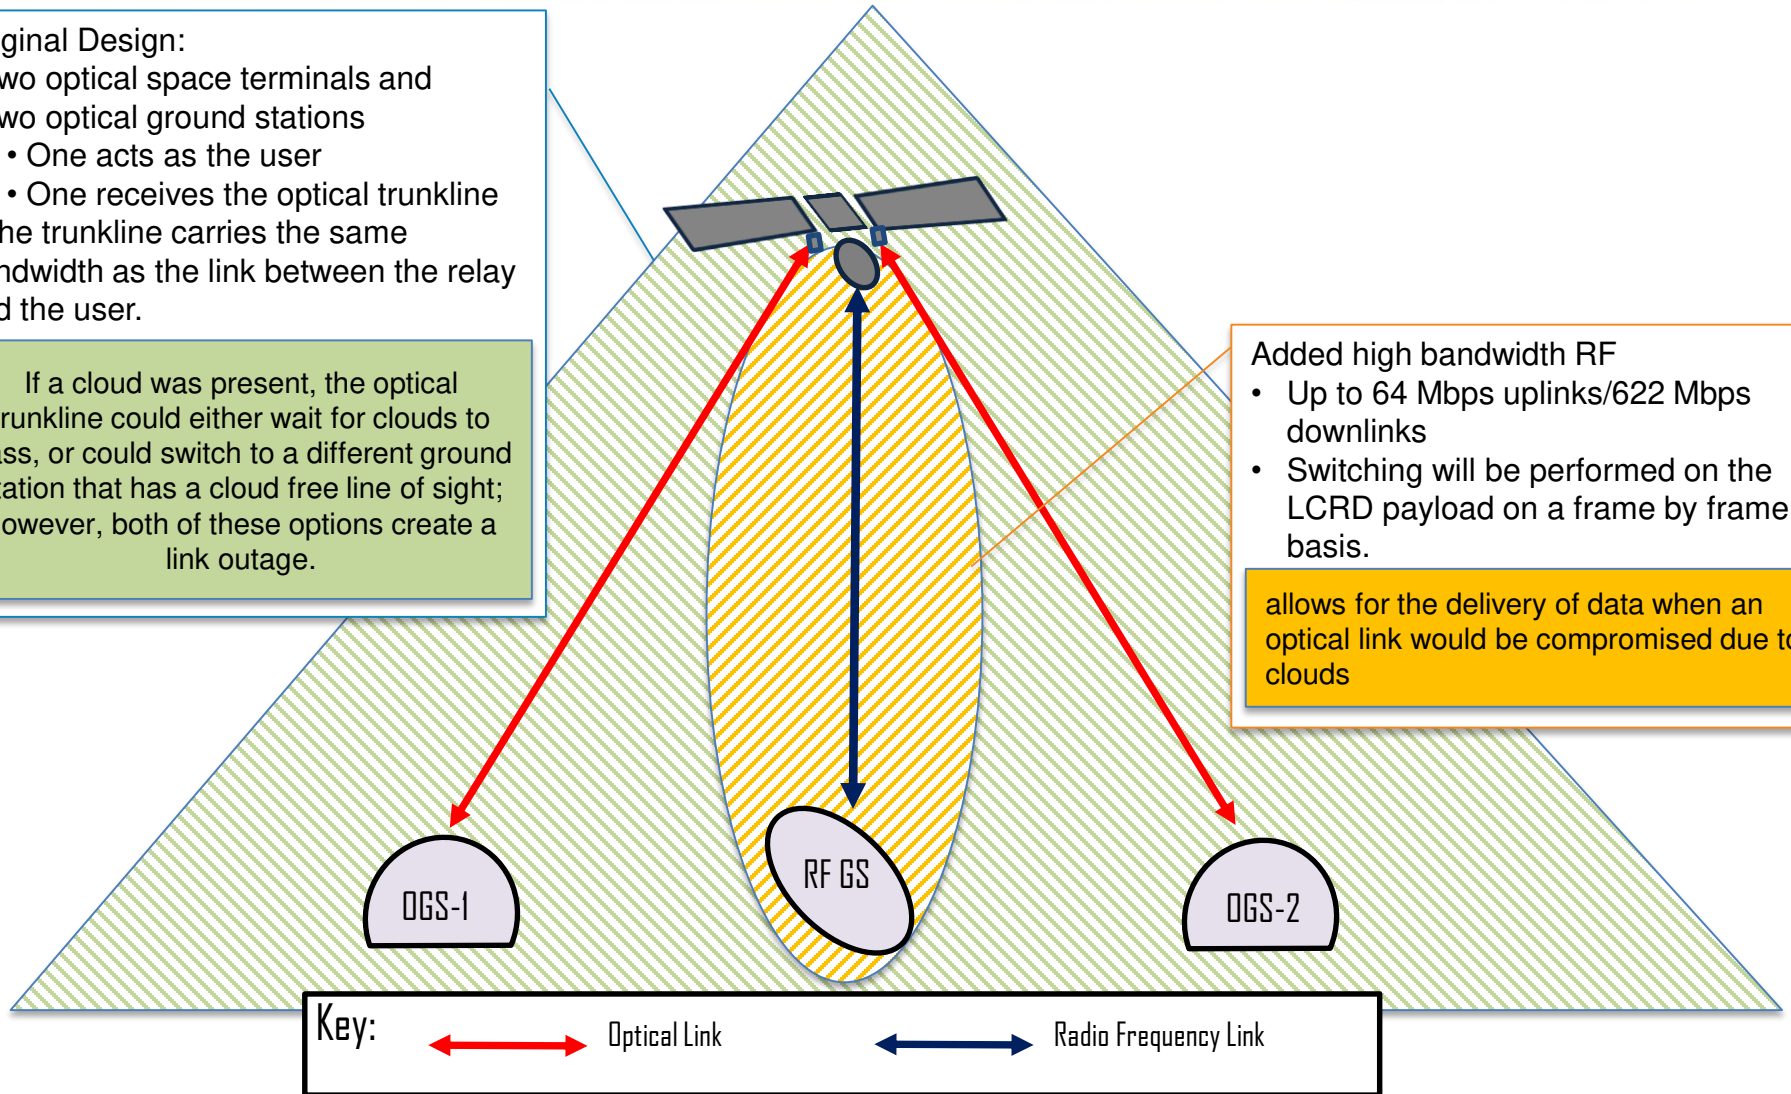 ginal Design:
wo optical space terminals and
wo optical ground stations
• One acts as the user
• One receives the optical trunkline
he trunkline carries the same
ndwidth as the link between the relay
d the user.
If a cloud was present, the optical
runkline could either wait for clouds to
ass, or could switch to a different ground
tation that has a cloud free line of sight;
owever, both of these options create a
link outage.
Added high bandwidth RF
• Up to 64 Mbps uplinks/622 Mbps
downlinks
• Switching will be performed on the
LCRD payload on a frame by frame
basis.
allows for the delivery of data when an
optical link would be compromised due to
clouds
OGS-1
RF GS
OGS-2
Key:
Optical Link
Radio Frequency Link